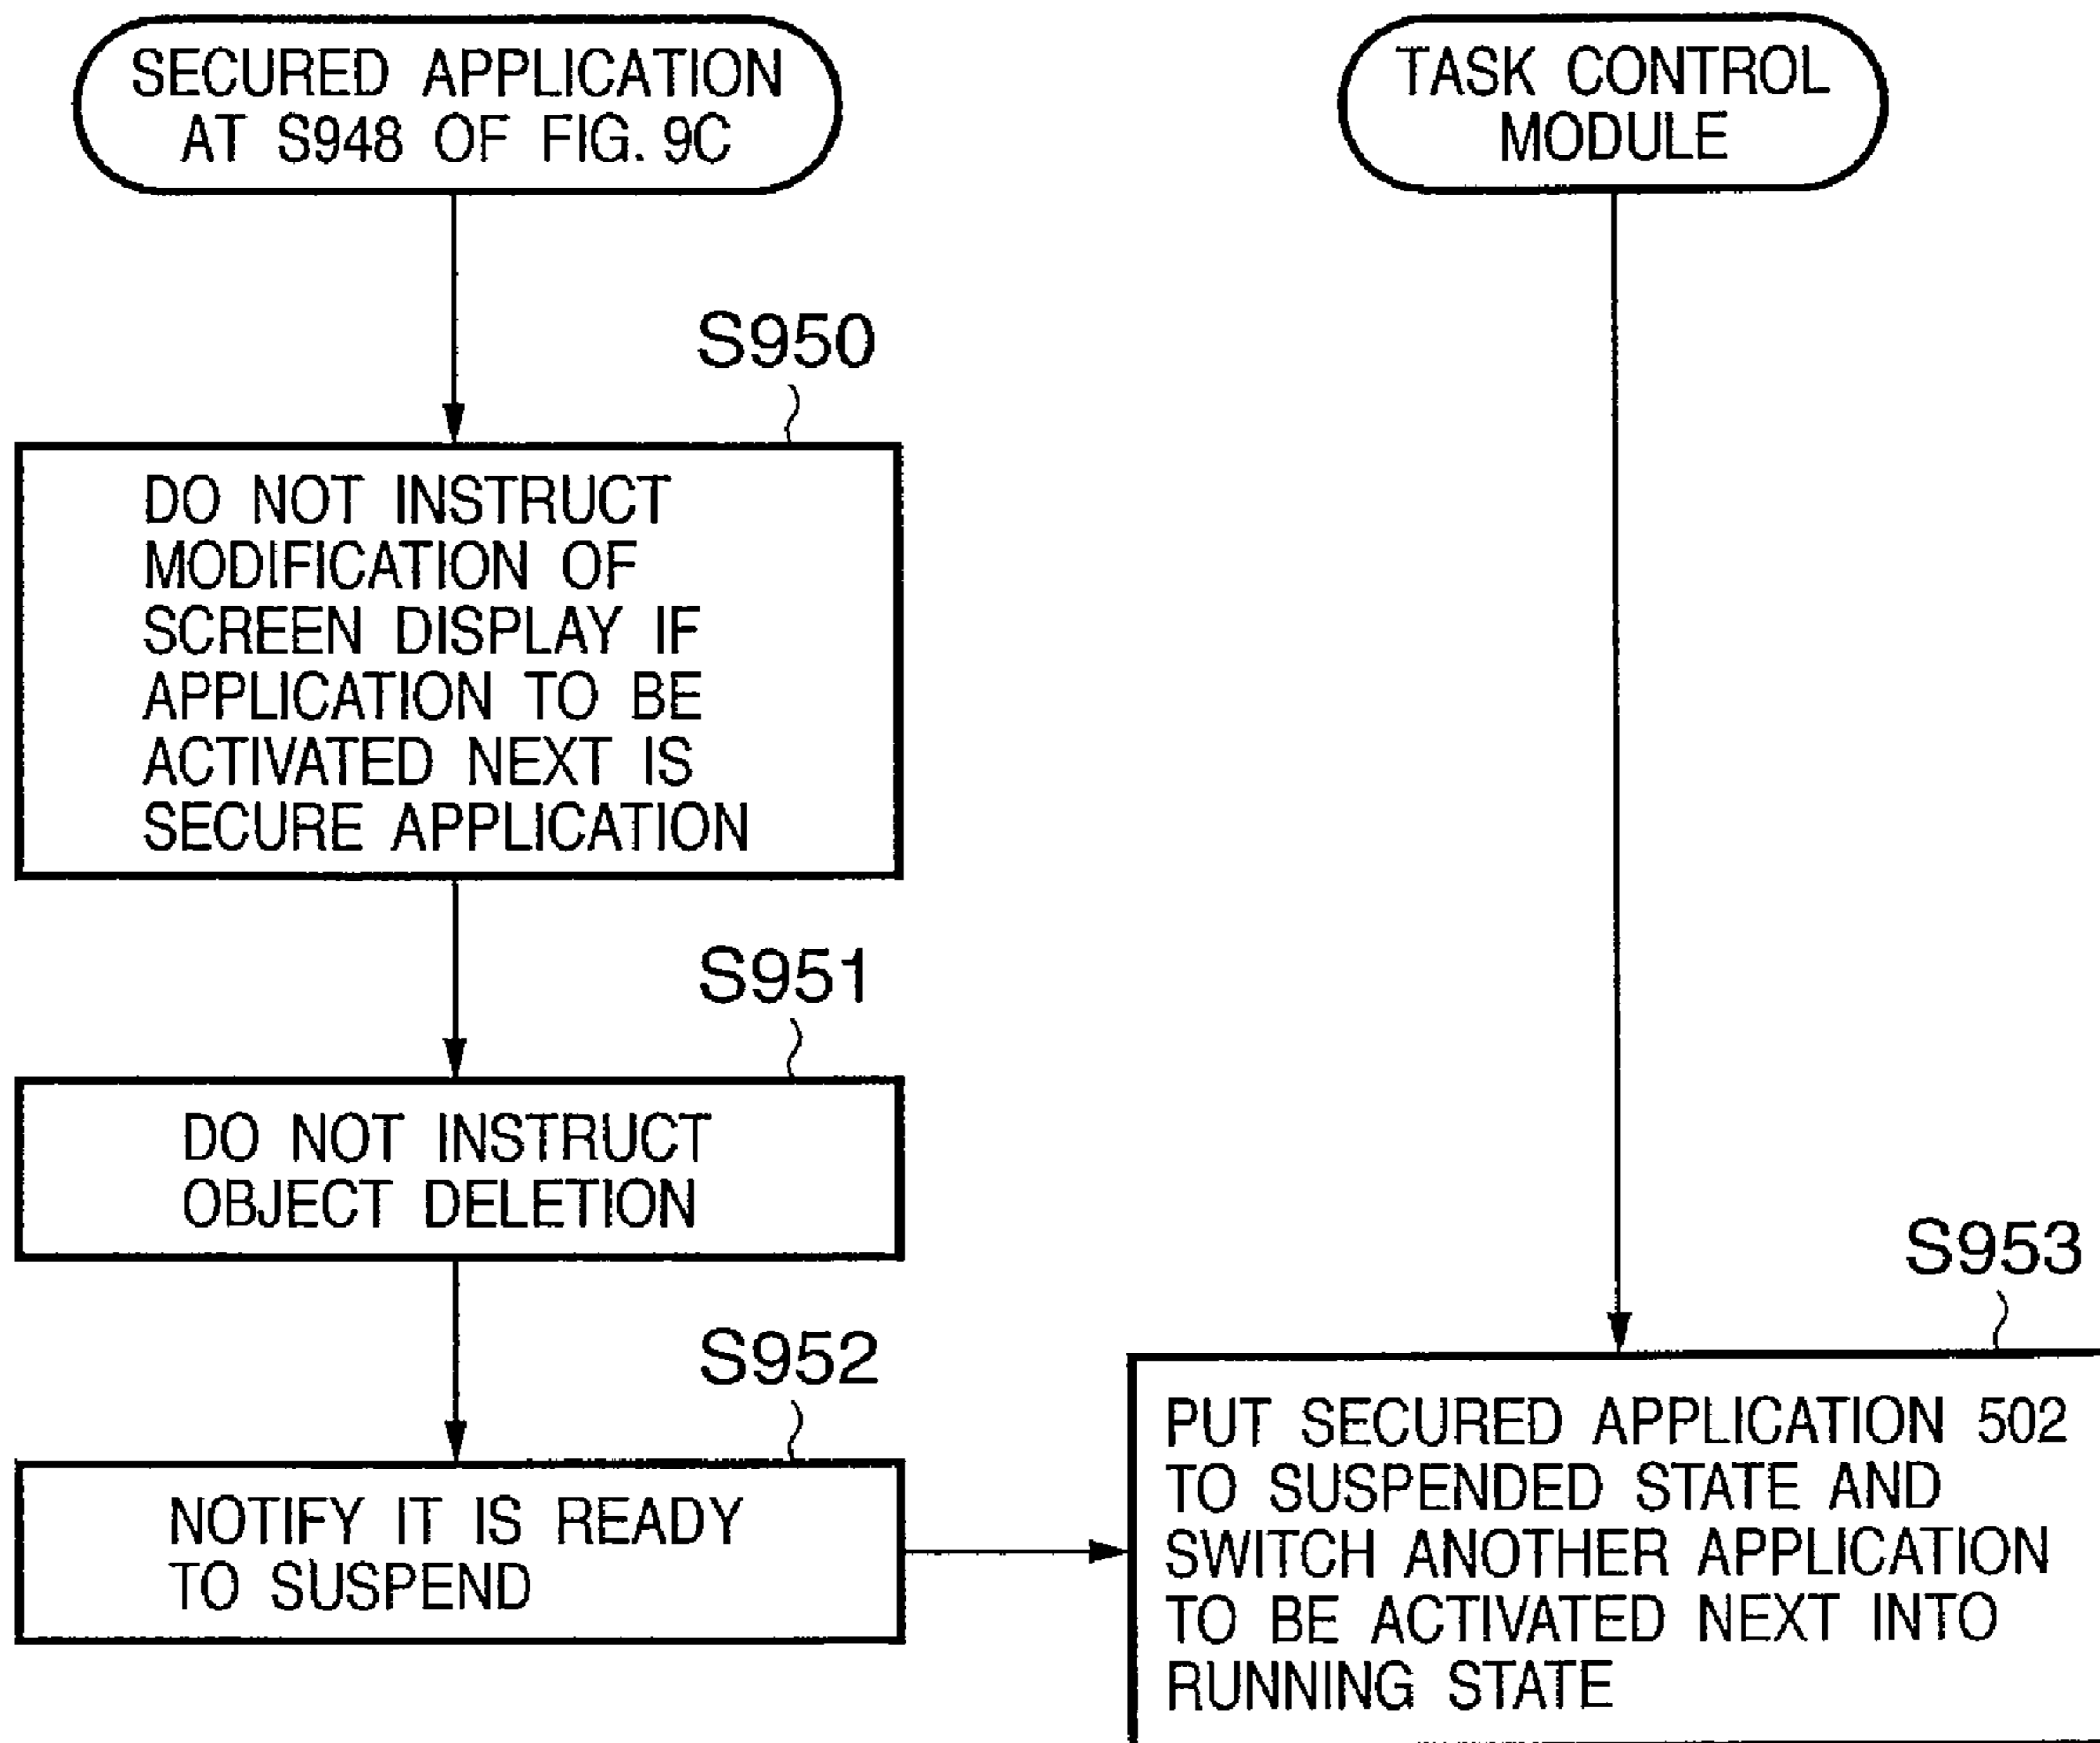 SECURED APPLICATION
AT S948 OF FIG. 9C
TASK CONTROL
MODULE
S950
DO NOT INSTRUCT
MODIFICATION OF
SCREEN DISPLAY IF
APPLICATION TO BE
ACTIVATED NEXT IS
SECURE APPLICATION
S951
DO NOT INSTRUCT
OBJECT DELETION
S952
NOTIFY IT IS READY
TO SUSPEND
S953
PUT SECURED APPLICATION 502
TO SUSPENDED STATE AND
SWITCH ANOTHER APPLICATION
TO BE ACTIVATED NEXT INTO
RUNNING STATE